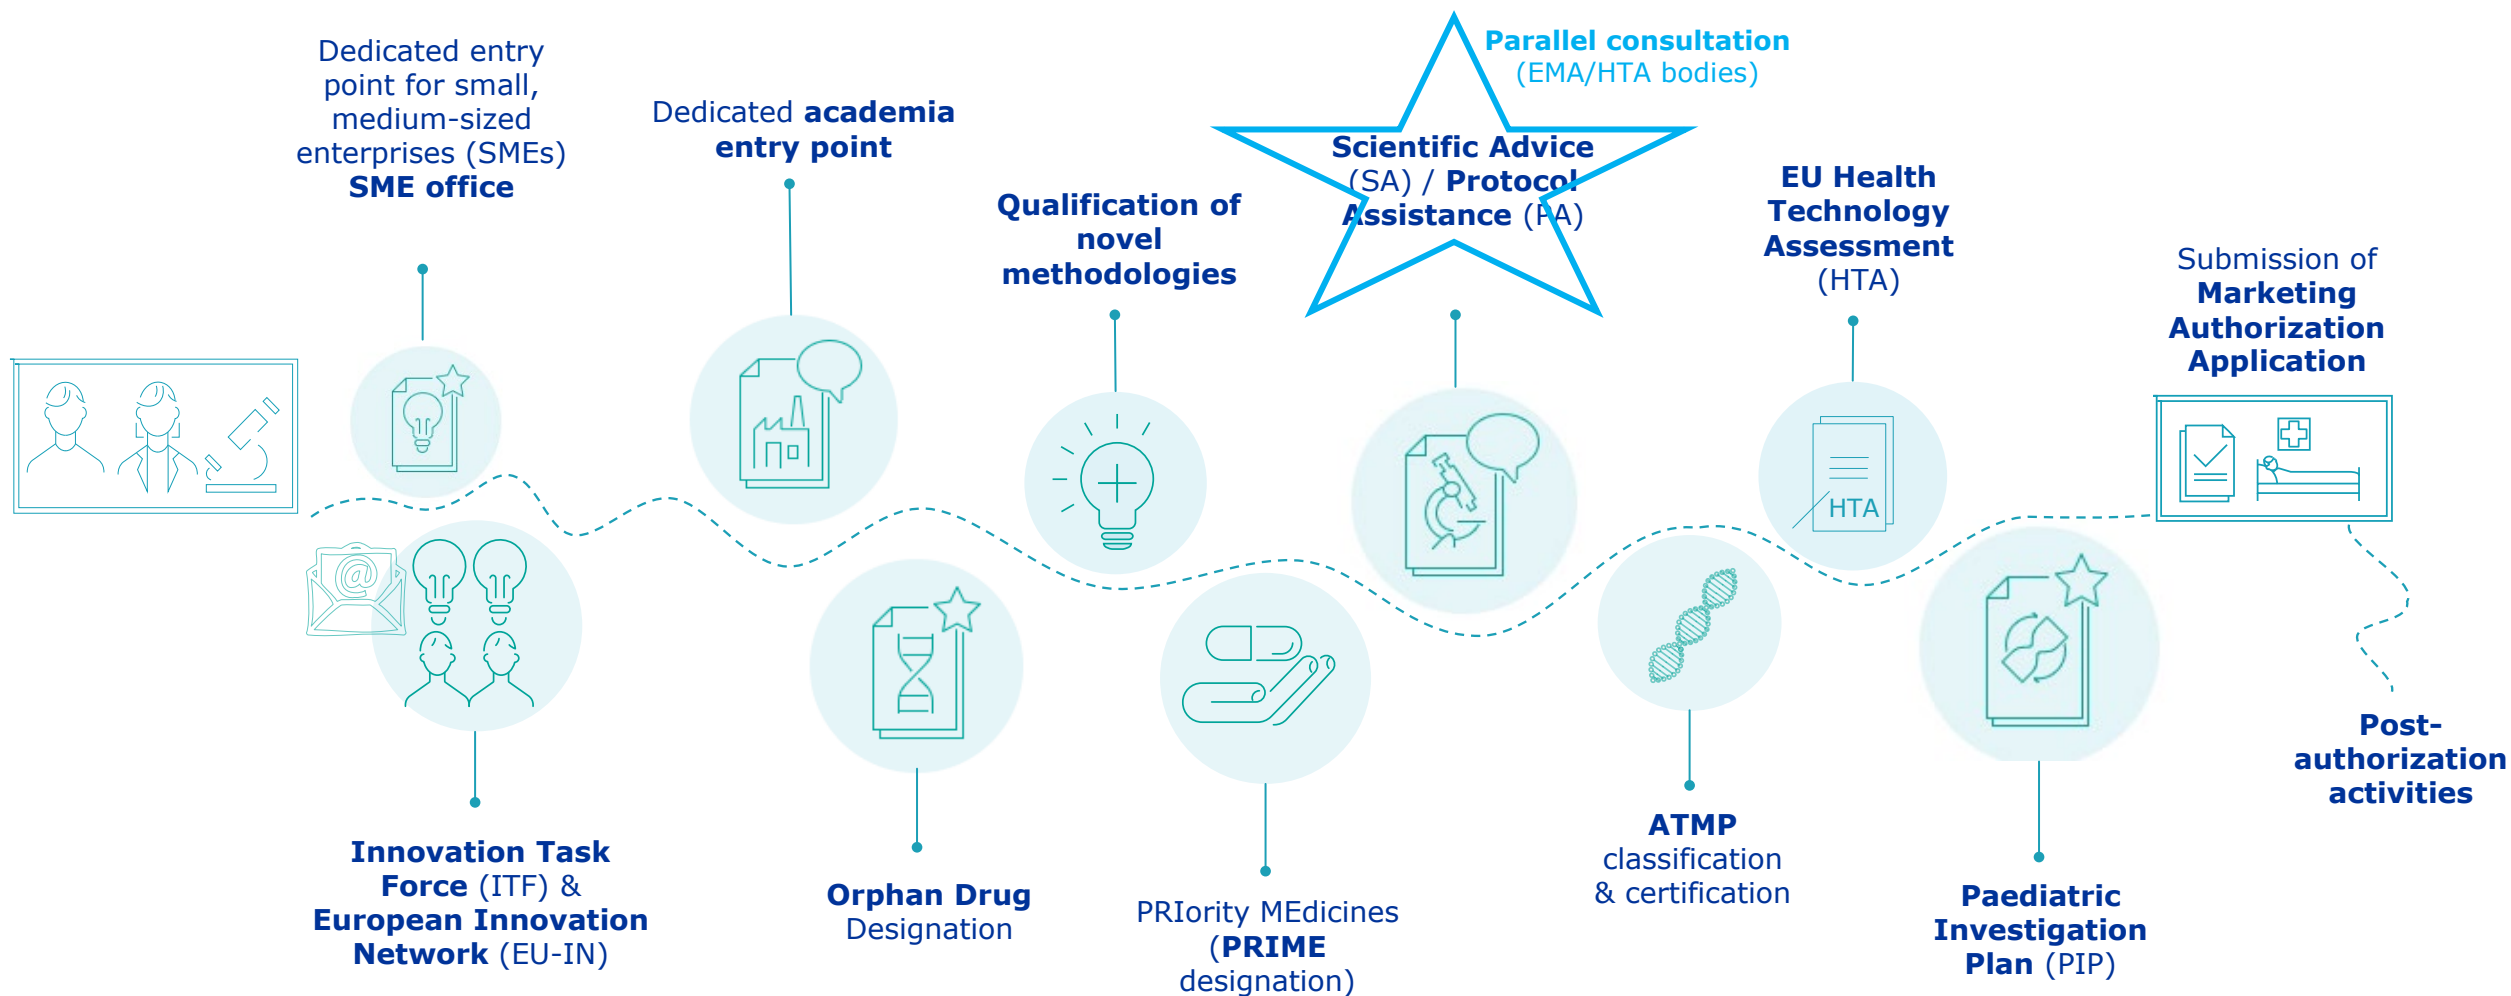 Dedicated entry
point for small,
medium-sized
enterprises (SMEs)
SME office
Dedicated academia
entry point
Qualification of
novel
methodologies
Parallel consultation
(EMA/HTA bodies)
Scientific Advice
(SA) / Protocol
Assistance (PA)
EU Health
Technology
Assessment
(HTA)
Submission of
Marketing
Authorization
Application
@
HTA
Innovation Task
Force (ITF) &
European Innovation
Network (EU-IN)
Orphan Drug
Designation
PRIority MEdicines
(PRIME
designation)
ATMP
classification
& certification
Paediatric
Investigation
Plan (PIP)
Post-
authorization
activities